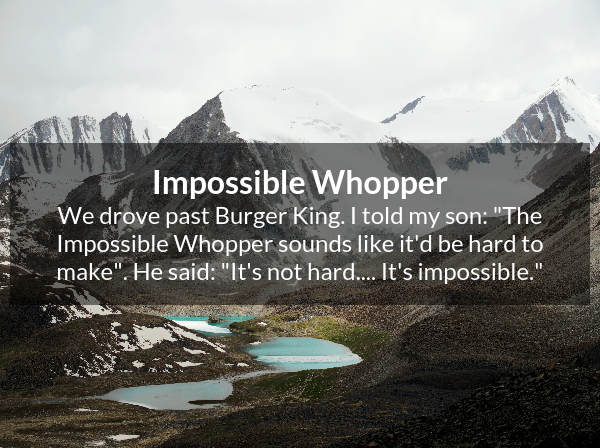 Impossible Whopper
We drove past Burger King. I told my son: "The
Impossible Whopper sounds like it'd be hard to
make". He said: "It's not hard.... It's impossible."